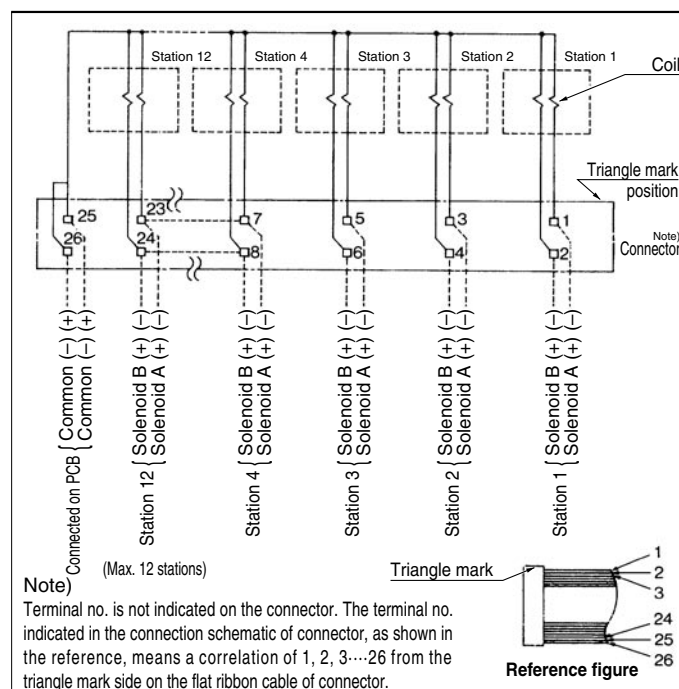 Station 12
Station 4
Station 3
Station 2
Station 1
Coil
Triangle mark
position
Note)
Connector
25
23
7
5
3
1
26
24
8
6
4
2
Connected on PCB { Common (−) (+)
Common (−) (+)
Station 12 { Solenoid B (+) (−)
Solenoid A (+) (−)
Station 4 { Solenoid B (+) (−)
Solenoid A (+) (−)
Station 3 { Solenoid B (+) (−)
Solenoid A (+) (−)
Station 2 { Solenoid B (+) (−)
Solenoid A (+) (−)
Station 1 { Solenoid B (+) (−)
Solenoid A (+) (−)
(Max. 12 stations)
Triangle mark
1
2
3
24
25
26
Reference figure
Note)
Terminal no. is not indicated on the connector. The terminal no.
indicated in the connection schematic of connector, as shown in
the reference, means a correlation of 1, 2, 3····26 from the
triangle mark side on the flat ribbon cable of connector.